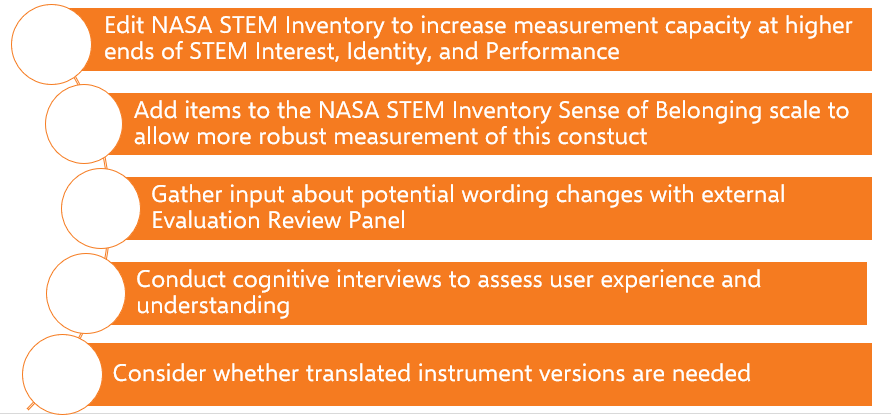 Edit NASA STEM Inventory to increase measurement capacity at higher
ends of STEM Interest, Identity, and Performance
Add items to the NASA STEM Inventory Sense of Belonging scale to
allow more robust measurement of this constuct
Gather input about potential wording changes with external
Evaluation Review Panel
Conduct cognitive interviews to assess user experience and
understanding
Consider whether translated instrument versions are needed